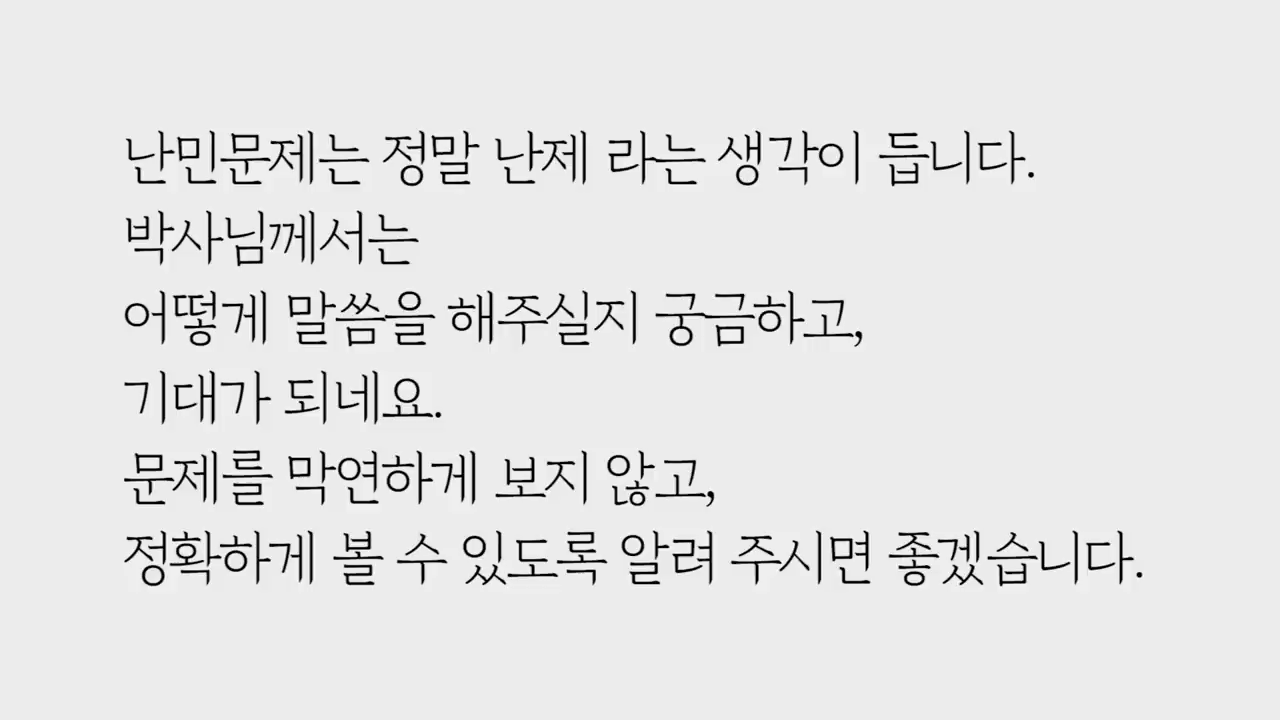 난민문제는 정말 난제 라는 생각이 듭니다.
박사님께서는
어떻게 말씀을 해주실지 궁금하고,
기대가 되네요.
문제를 막연하게 보지 않고,
정확하게 볼 수 있도록 알려 주시면 좋겠습니다.